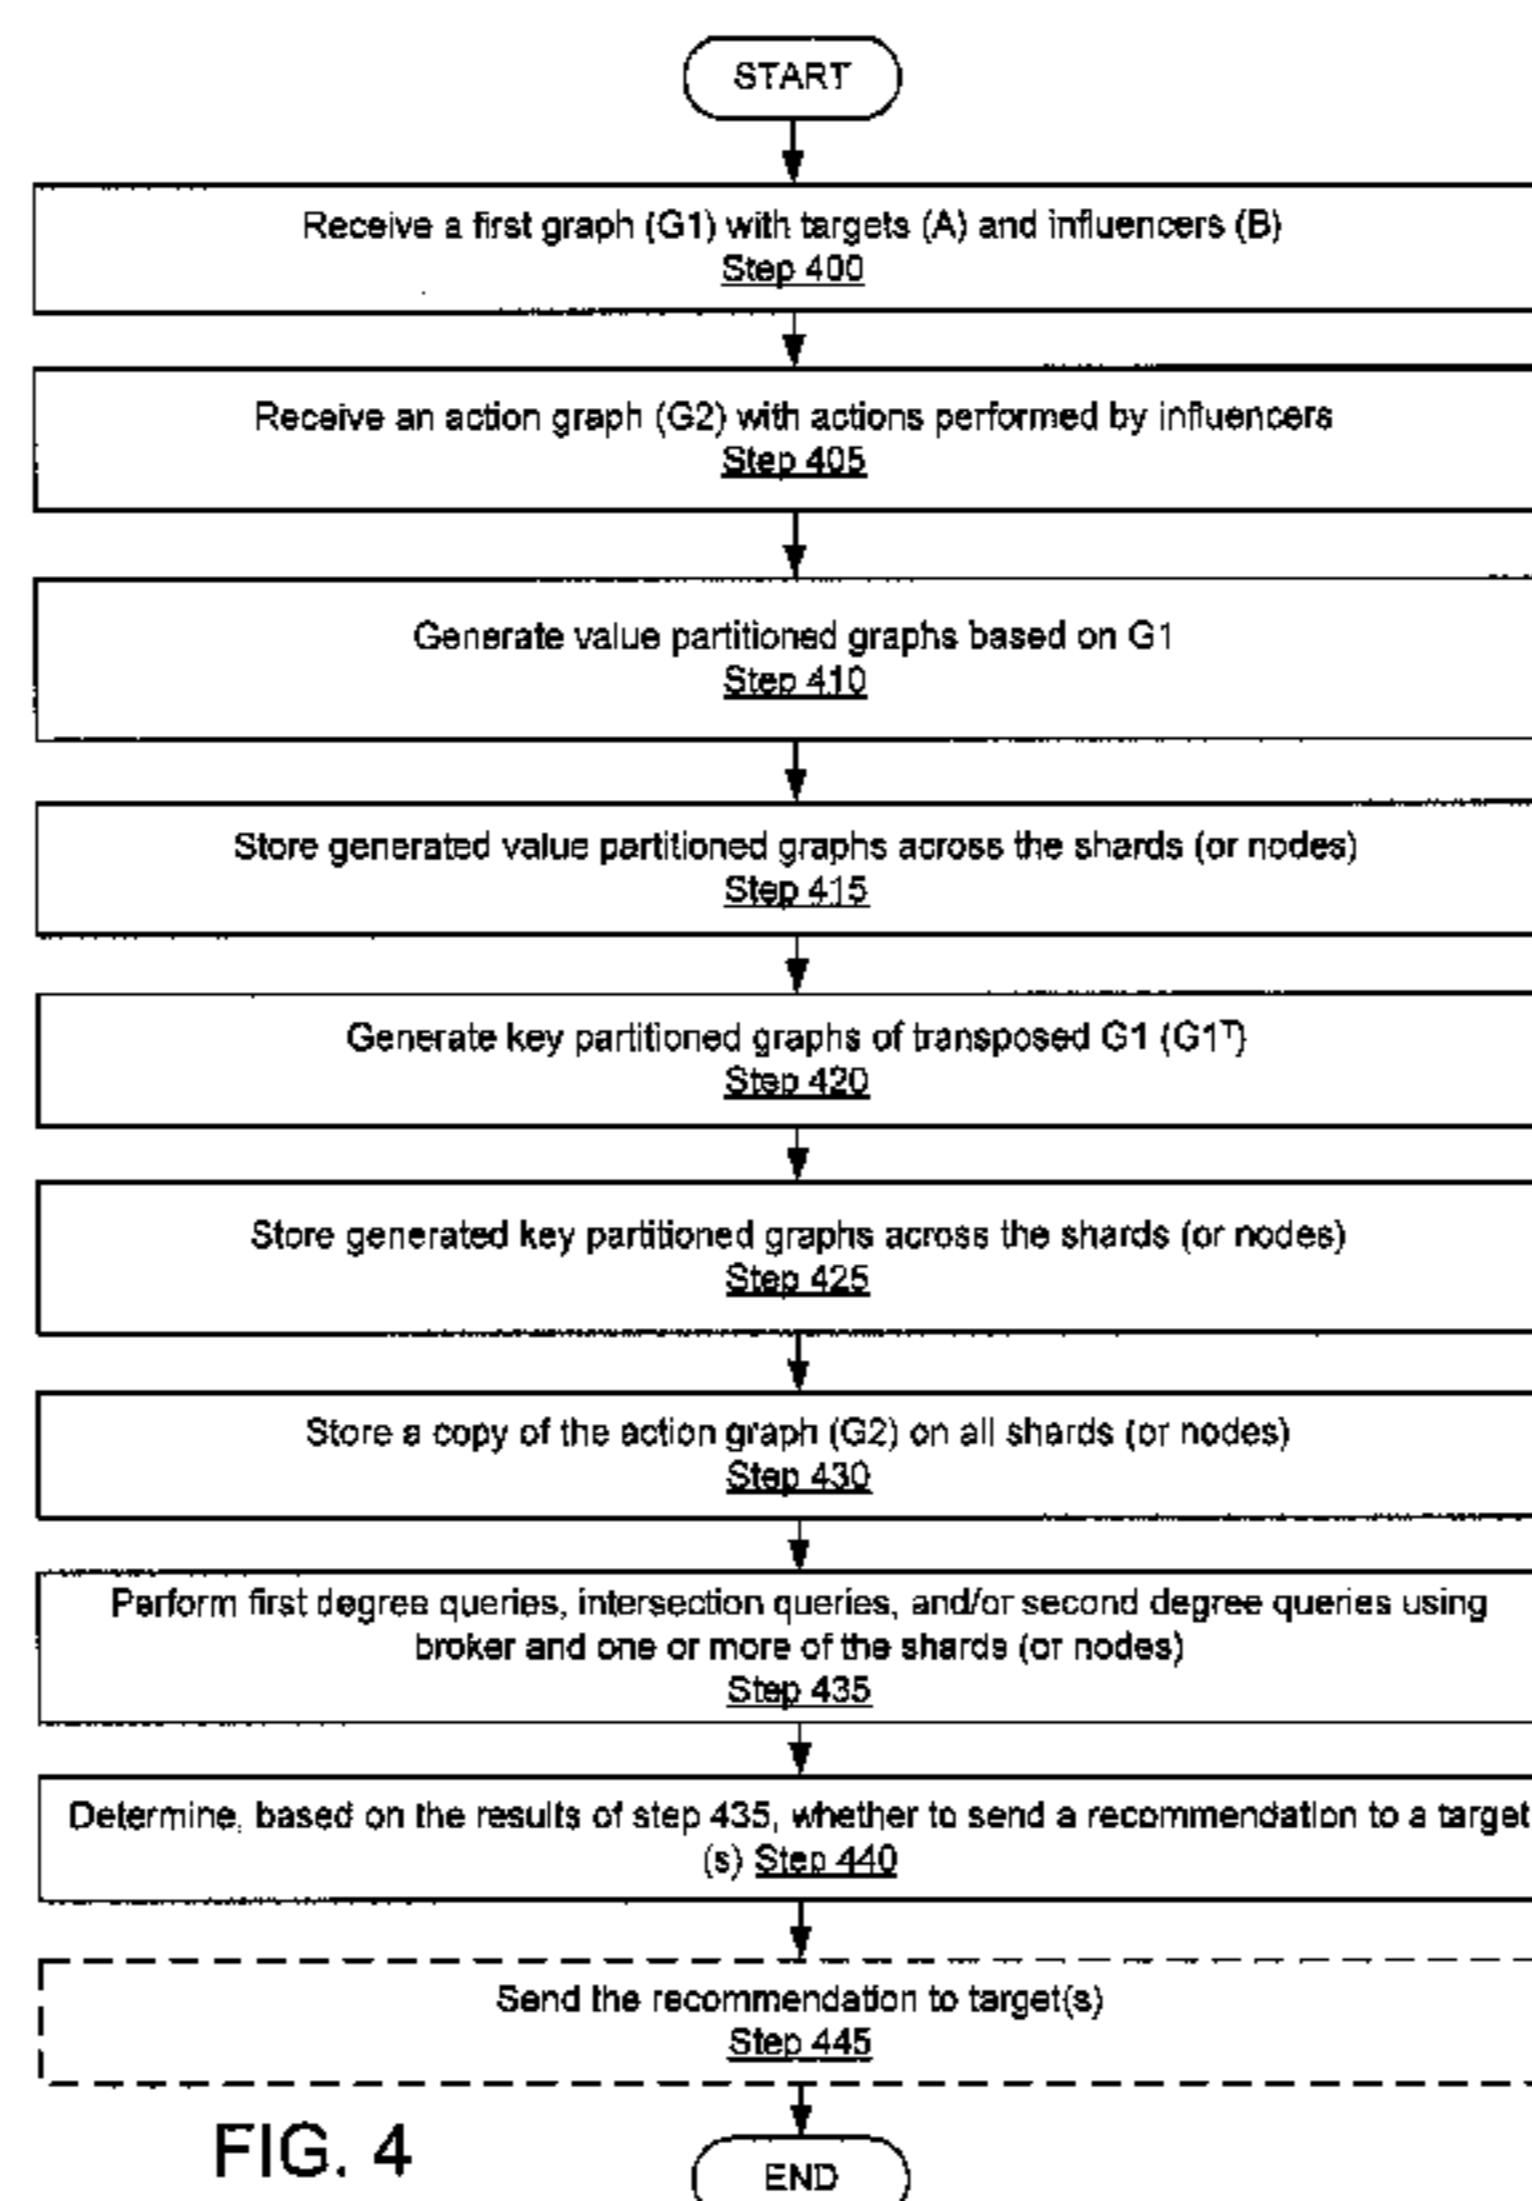 START
Receive a first graph (G1) with targets (A) and influencers (B)
Step 400
Receive an action graph (G2) with actions performed by influencers
Step 405
Generate value partitioned graphs based on G1
Step 410
Store generated value partitioned graphs across the shards (or nodes)
Step 415
Generate key partitioned graphs of transposed G1 (G1ᵀ)
Step 420
Store generated key partitioned graphs across the shards (or nodes)
Step 425
Store a copy of the action graph (G2) on all shards (or nodes)
Step 430
Perform first degree queries, intersection queries, and/or second degree queries using
broker and one or more of the shards (or nodes)
Step 435
Determine, based on the results of step 435, whether to send a recommendation to a target
(s) Step 440
Send the recommendation to target(s)
Step 445
FIG. 4
END